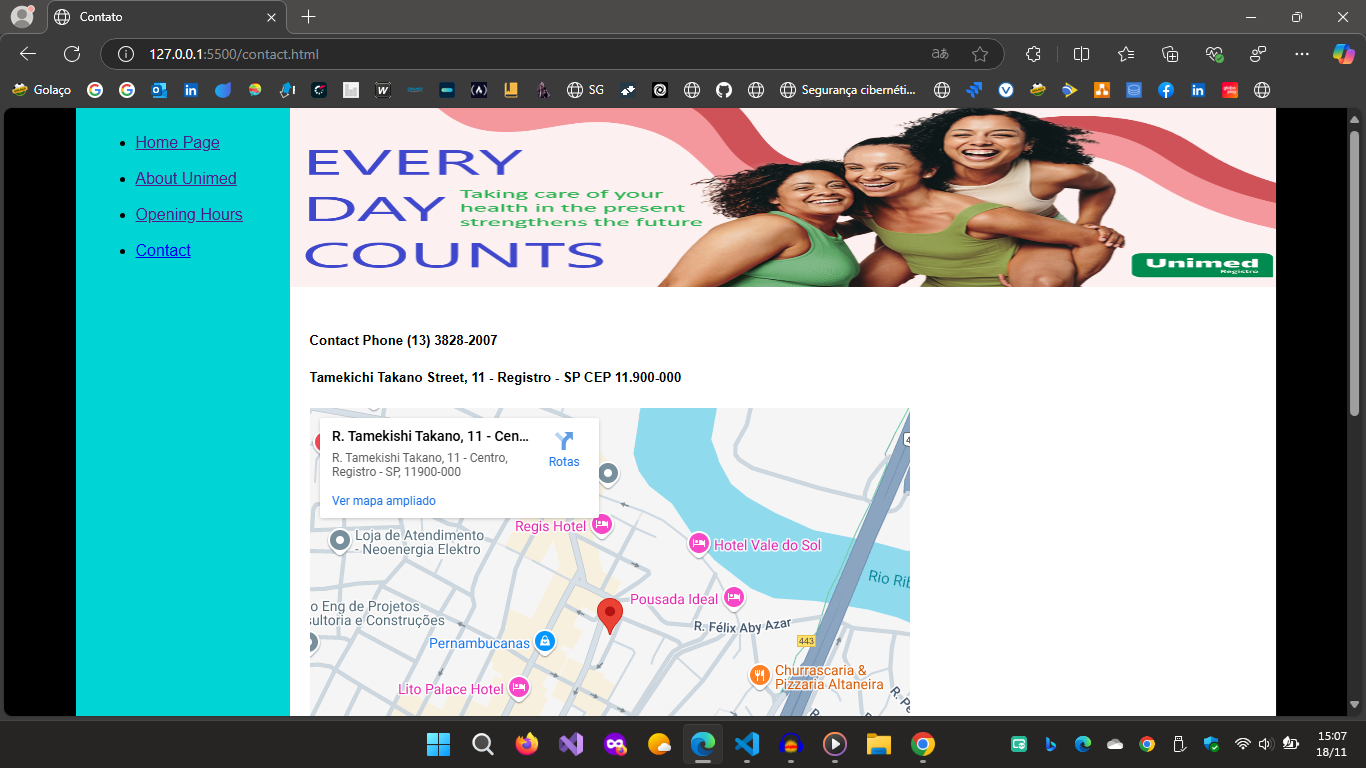 Contato
127.0.0.1:5500/contact.html
Golaço
SG
Segurança cibernéti...
Home Page
About Unimed
Opening Hours
Contact
EVERY
DAY
COUNTS
Taking care of your
health in the present
strengthens the future
Unimed
Registro
Contact Phone (13) 3828-2007
Tamekichi Takano Street, 11 - Registro - SP CEP 11.900-000
R. Tamekishi Takano, 11 - Cen...
R. Tamekishi Takano, 11 - Centro,
Registro - SP, 11900-000
Rotas
Ver mapa ampliado
Regis Hotel
Loja de Atendimento
- Neoenergia Elektro
Hotel Vale do Sol
Rio Rib
Pousada Ideal
o Eng de Projetos
sultoria e Construções
R. Félix Aby Azar
443
Pernambucanas
Churrascaria &
Pizzaria Altaneira
Lito Palace Hotel
15:07
18/11